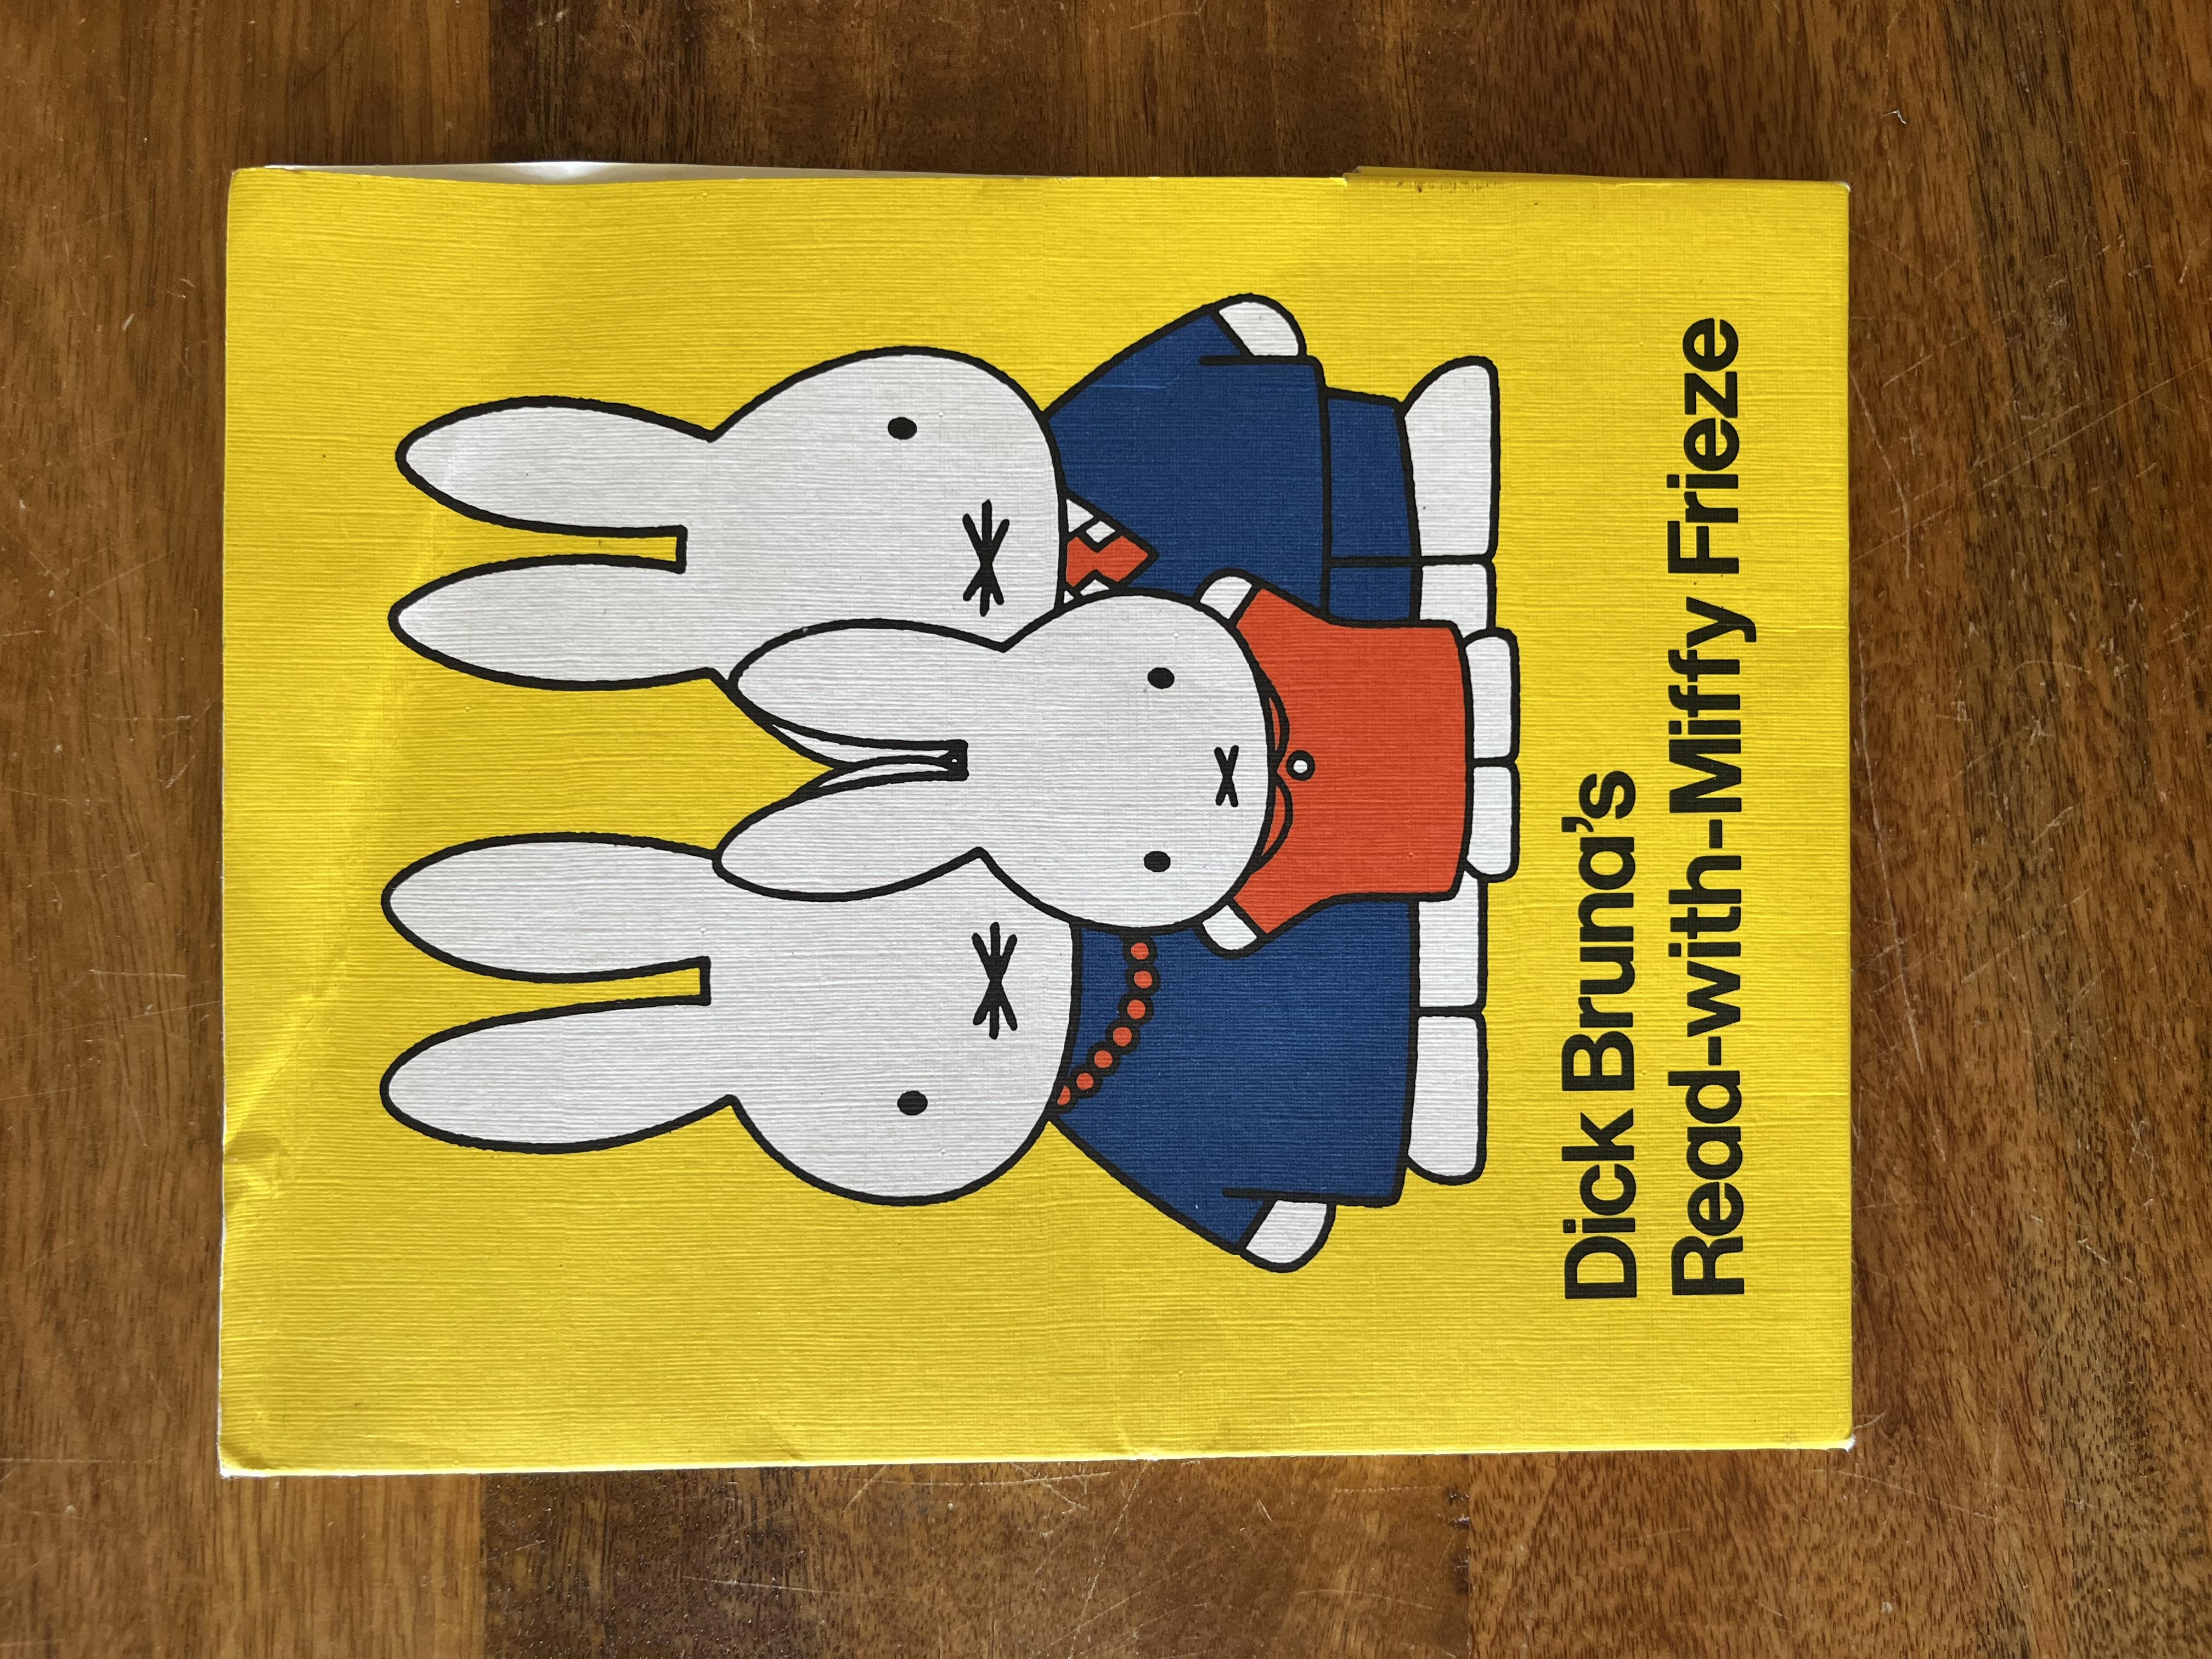 Dick Bruna's
Read-with-Miffy Frieze